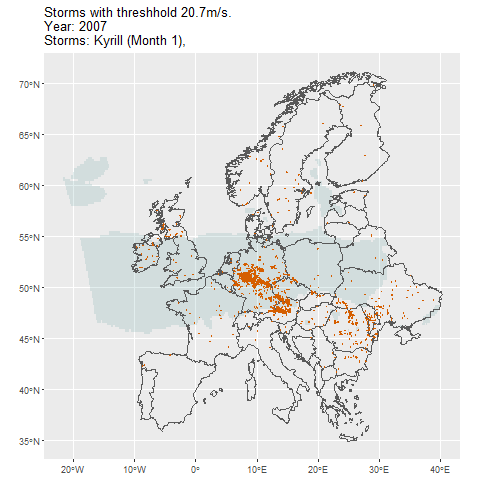 Storms with threshhold 20.7m/s.
Year: 2007
Storms: Kyrill (Month 1),
70°N
65°N
60°N
55°N
50°N
45°N
40°N
35°N
20°W
10°W
0°
10°E
20°E
30°E
40°E